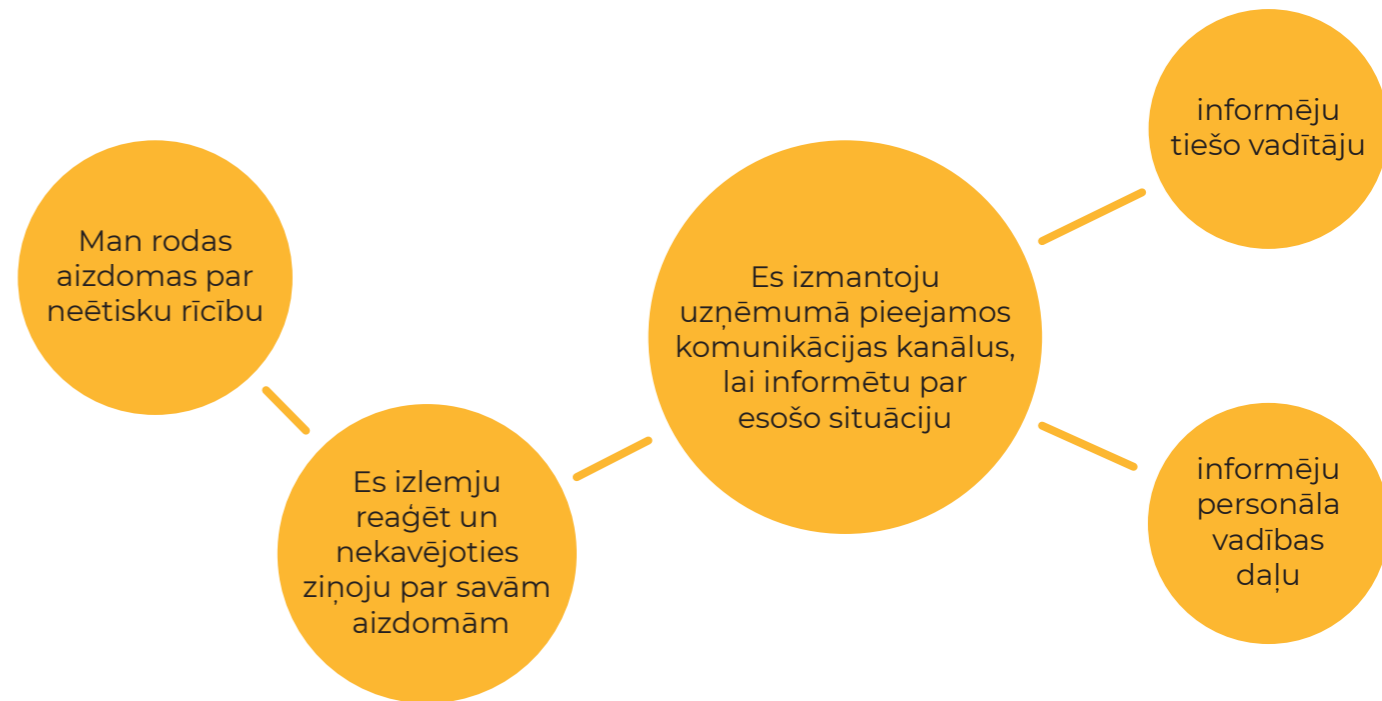 Man rodas
aizdomas par
neētisku rīcību
Es izlemju
reaģēt un
nekavējoties
ziņoju par savām
aizdomām
Es izmantoju
uzņēmumā pieejamos
komunikācijas kanālus,
lai informētu par
esošo situāciju
informēju
tiešo vadītāju
informēju
personāla
vadības
daļu